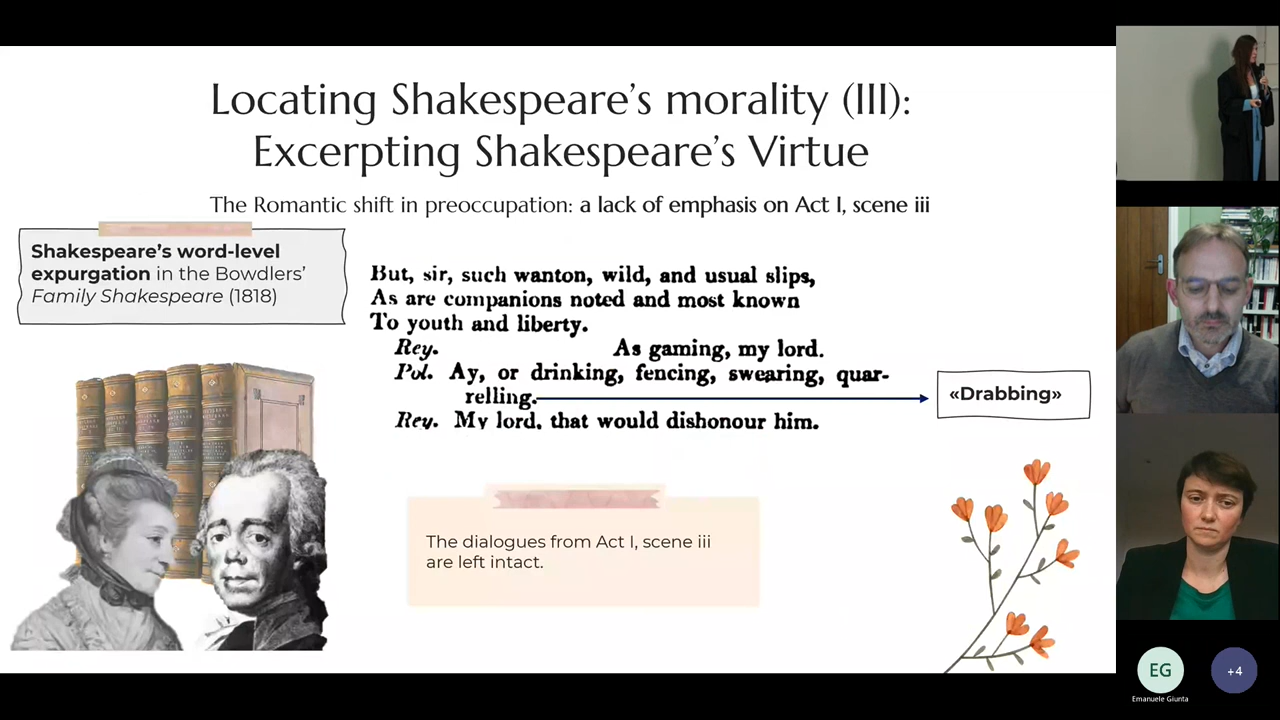 Locating Shakespeare's morality (III):
Excerpting Shakespeare's Virtue
The Romantic shift in preoccupation: a lack of emphasis on Act I, scene iii
Shakespeare's word-level
expurgation in the Bowdlers'
Family Shakespeare (1818)
But, sir, such wanton, wild, and usual slips,
As are companions noted and most known
To youth and liberty.
Rey. As gaming, my lord.
Pol. Ay, or drinking, fencing, swearing, quar-
relling.
Rey. My lord, that would dishonour him.
«Drabbing»
The dialogues from Act I, scene iii
are left intact.
EG
+4
Emanuele Giunta